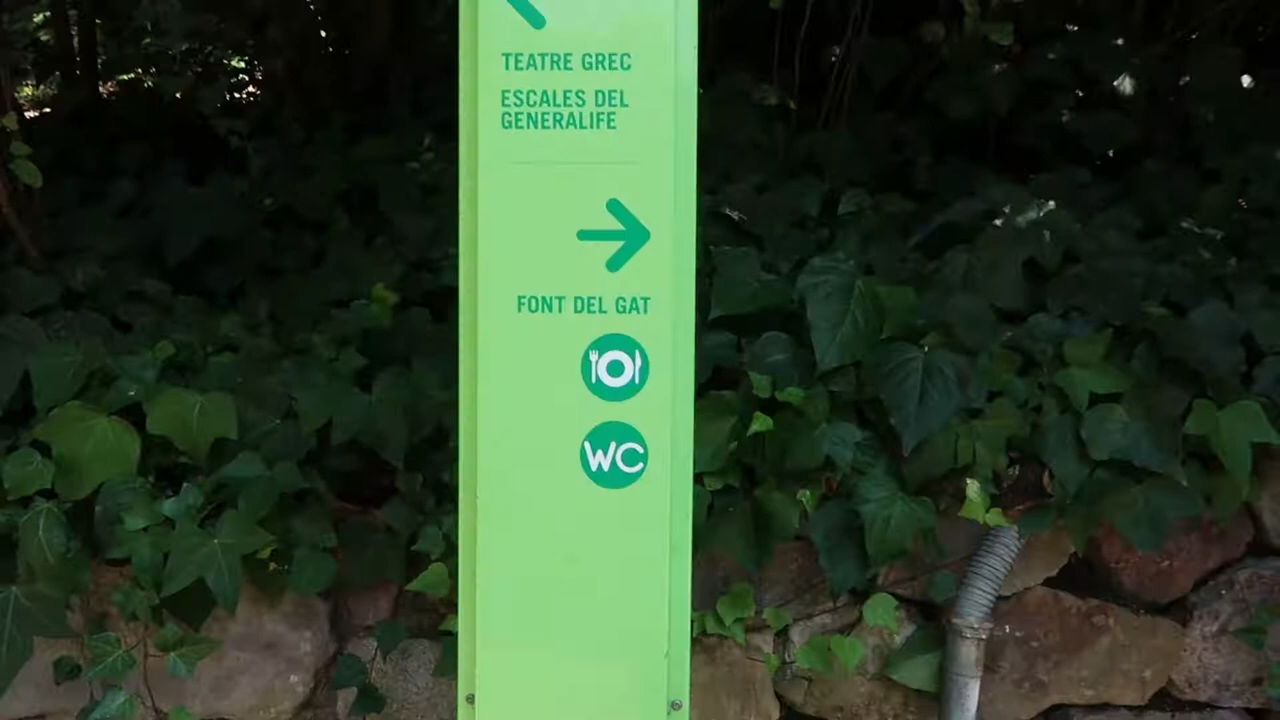 TEATRE GREC
ESCALES DEL
GENERALIFE
FONT DEL GAT
WC